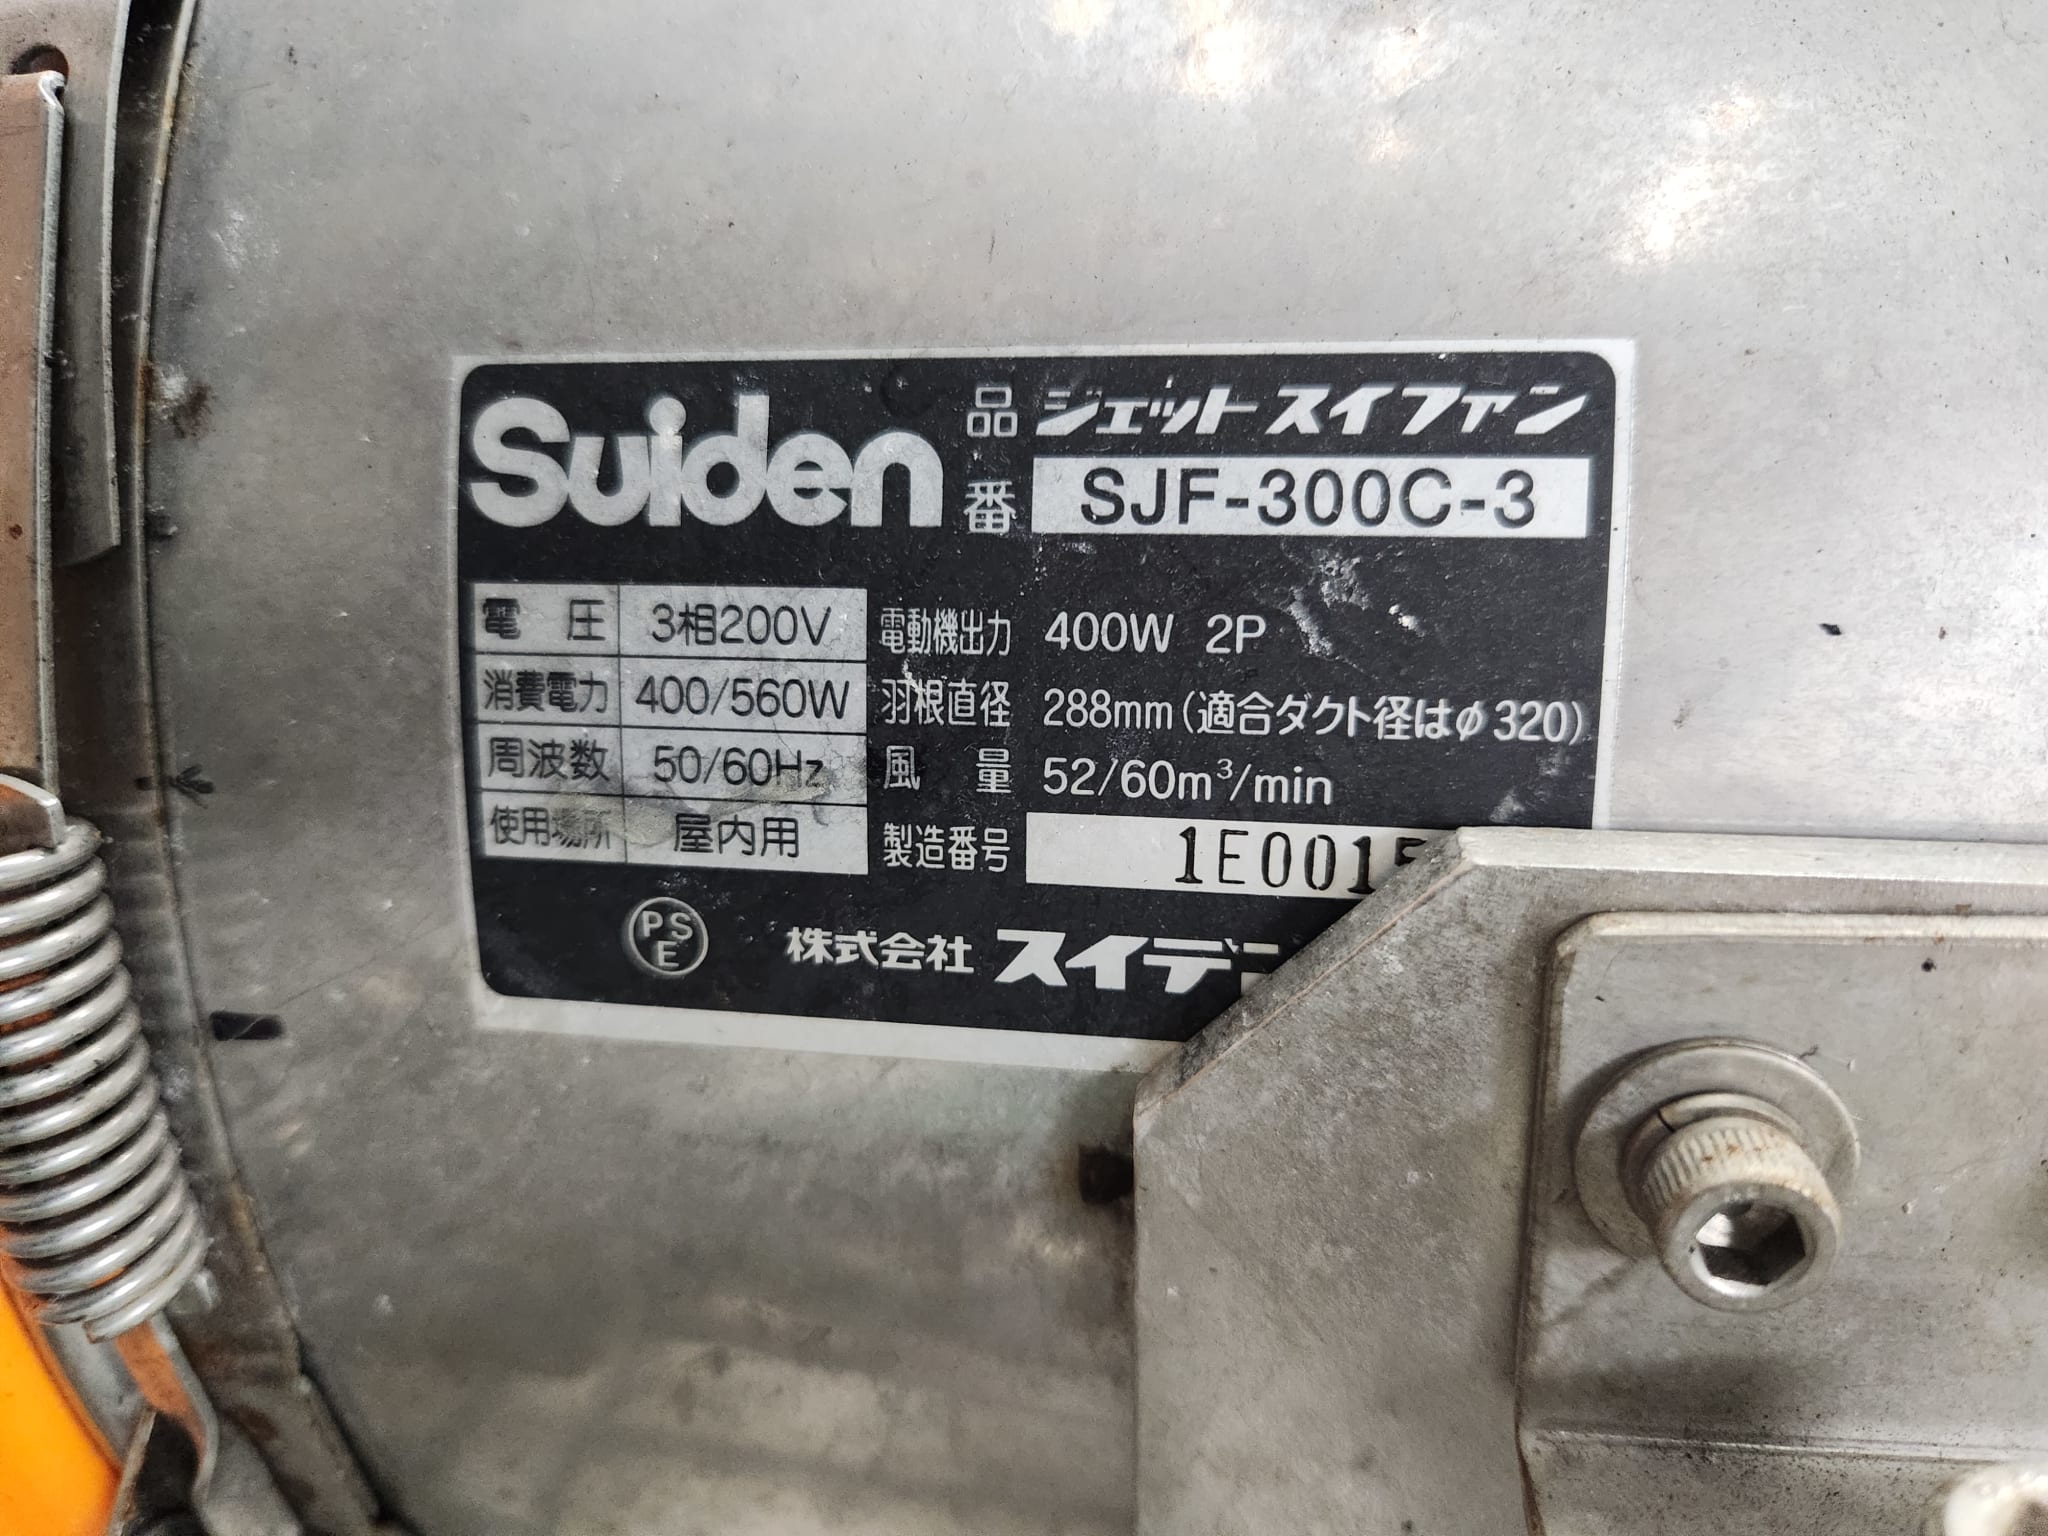 Suiden
品番 ジェットスイファン
SJF-300C-3
電圧 3相200V
消費電力 400/560W
周波数 50/60Hz
使用場所 屋内用
電動機出力 400W 2P
羽根直径 288mm(適合ダクト径はφ320)
風量 52/60m³/min
製造番号 1E001
PSE
株式会社 スイデ